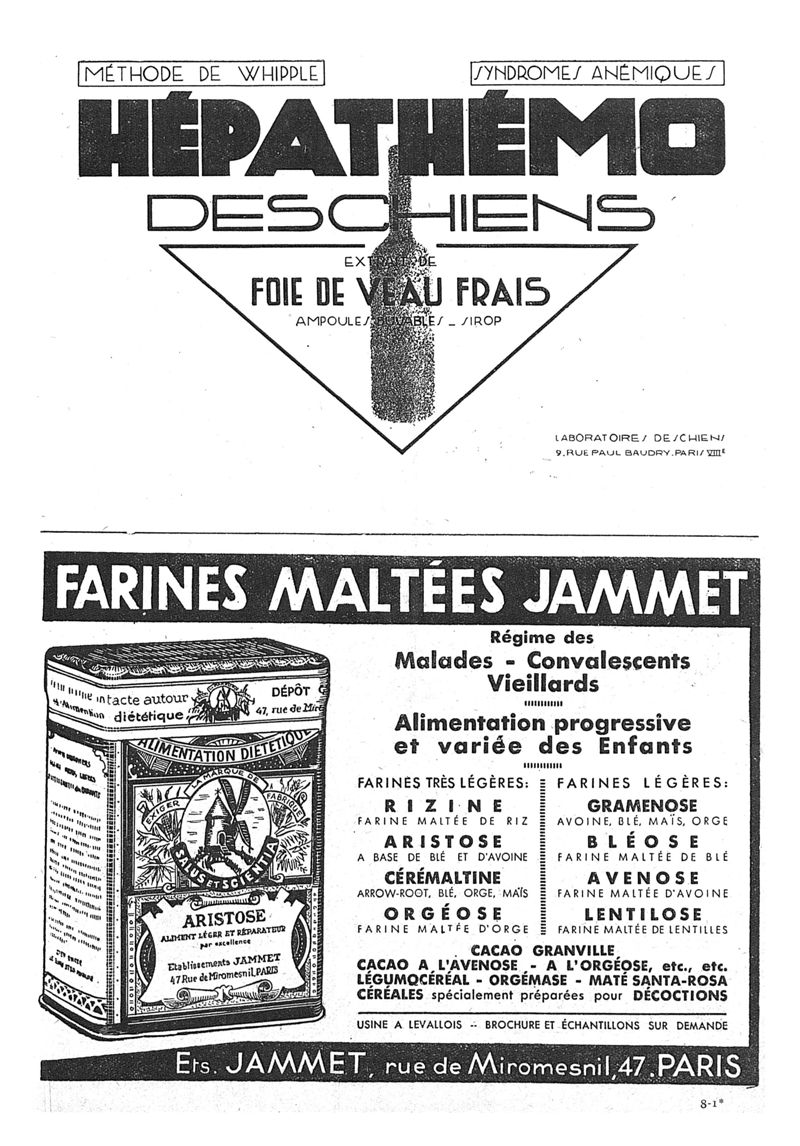 MÉTHODE DE WHIPPLE
SYNDROMES ANÉMIQUES
HÉPATHÉMO
DESCHIENS
EXTRAIT DE
FOIE DE VEAU FRAIS
AMPOULES BUVABLES _ SIROP
LABORATOIRES DESCHIENS
9, RUE PAUL BAUDRY. PARIS VIIIE
FARINES MALTÉES JAMMET
intacte autour
diététique
DÉPÔT
47, rue de Miro
ALIMENTATION DIÉTÉTIQUE
EXIGER LA MARQUE DE FABRIQUE
SALUS ET SCIENTIA
ARISTOSE
ALIMENT LÉGER ET RÉPARATEUR
par excellence
Etablissements JAMMET
47 Rue de Miromesnil, PARIS
Régime des
Malades - Convalescents
Vieillards
Alimentation progressive
et variée des Enfants
FARINES TRÈS LÉGÈRES:
RIZINE
FARINE MALTÉE DE RIZ
ARISTOSE
A BASE DE BLÉ ET D'AVOINE
CÉRÉMALTINE
ARROW-ROOT, BLÉ, ORGE, MAÏS
ORGÉOSE
FARINE MALTÉE D'ORGE
FARINES LÉGÈRES:
GRAMENOSE
AVOINE, BLÉ, MAÏS, ORGE
BLÉOSE
FARINE MALTÉE DE BLÉ
AVENOSE
FARINE MALTÉE D'AVOINE
LENTILOSE
FARINE MALTÉE DE LENTILLES
CACAO GRANVILLE
CACAO A L'AVENOSE - A L'ORGÉOSE, etc., etc.
LÉGUMOCÉRÉAL - ORGÉMASE - MATÉ SANTA-ROSA
CÉRÉALES spécialement préparées pour DÉCOCTIONS
USINE A LEVALLOIS -:- BROCHURE ET ÉCHANTILLONS SUR DEMANDE
ETS. JAMMET, rue de Miromesnil, 47. PARIS
8-1*